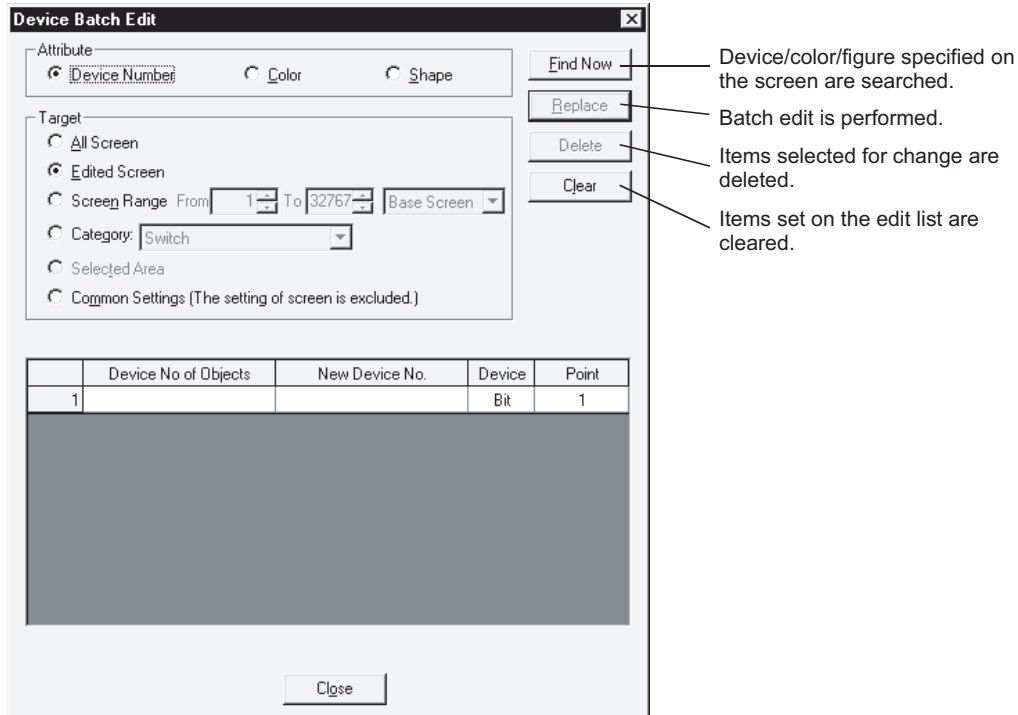 Device Batch Edit
Attribute
Device Number Color Shape
Find Now
Replace
Delete
Clear
Target
All Screen
Edited Screen
Screen Range From 1 To 32767 Base Screen
Category: Switch
Selected Area
Common Settings (The setting of screen is excluded.)
Device No of Objects New Device No. Device Point
1 Bit 1
Close
Device/color/figure specified on
the screen are searched.
Batch edit is performed.
Items selected for change are
deleted.
Items set on the edit list are
cleared.